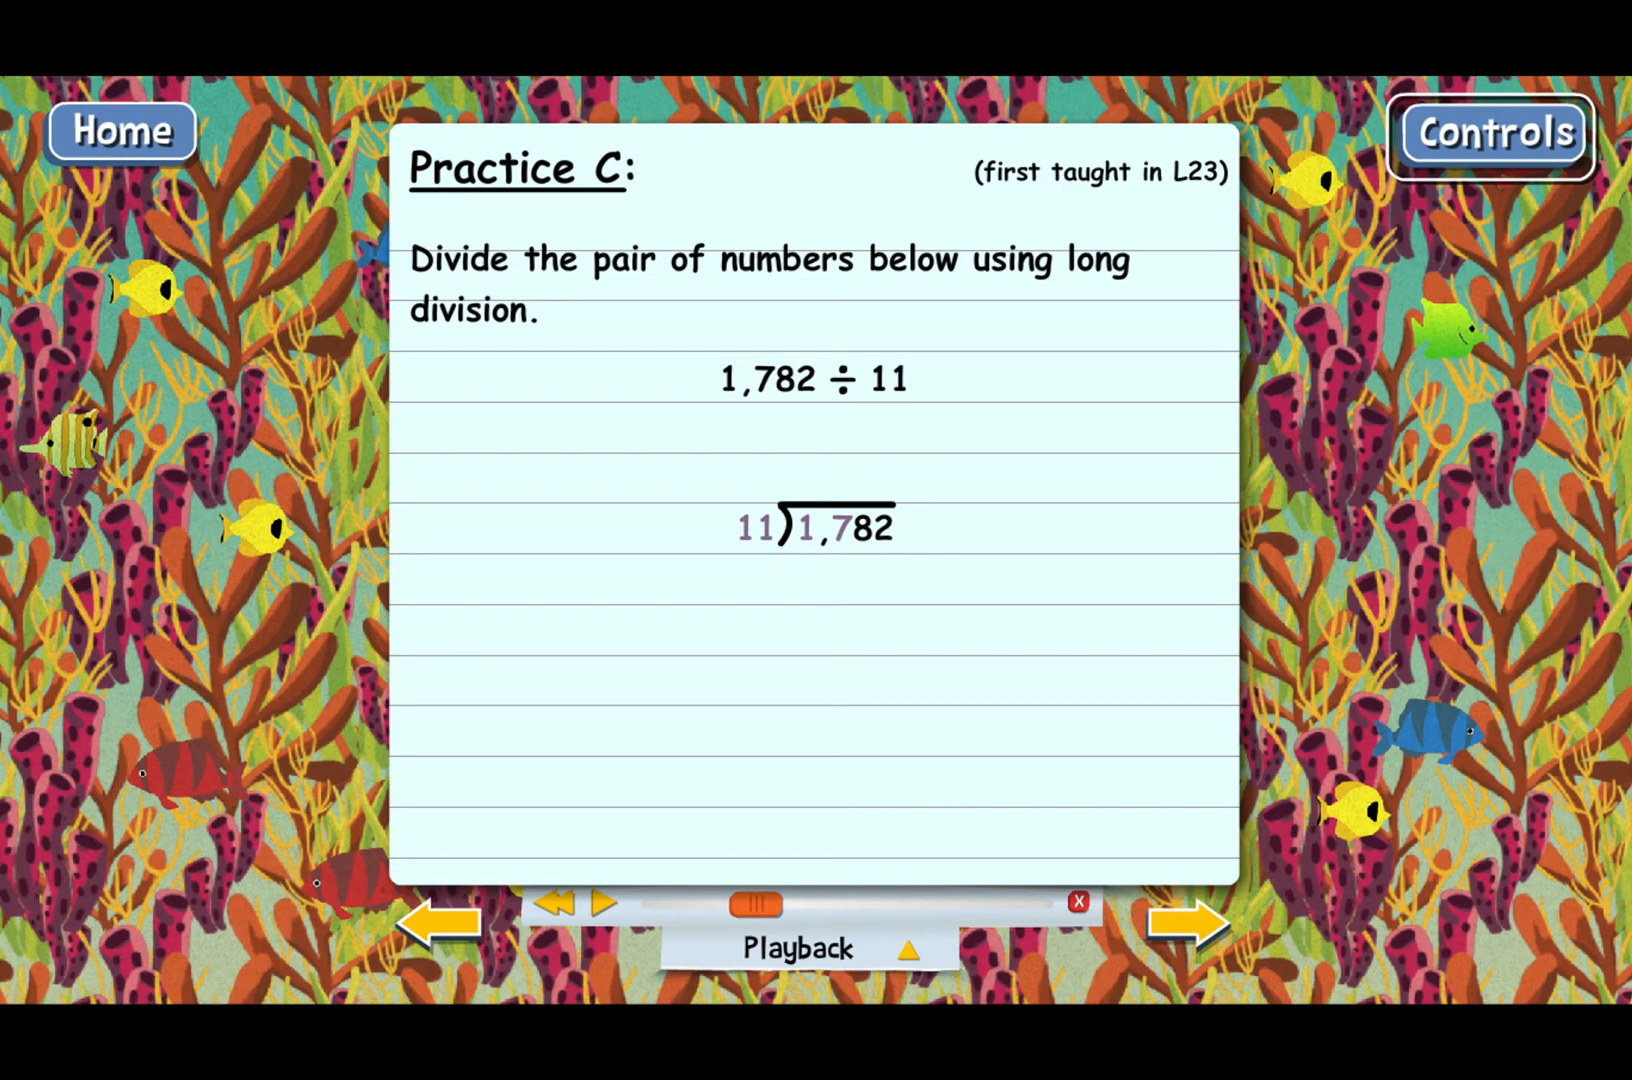 Home
Controls
Practice C:
(first taught in L23)
Divide the pair of numbers below using long
division.
1,782 ÷ 11
11)1,782
X
Playback